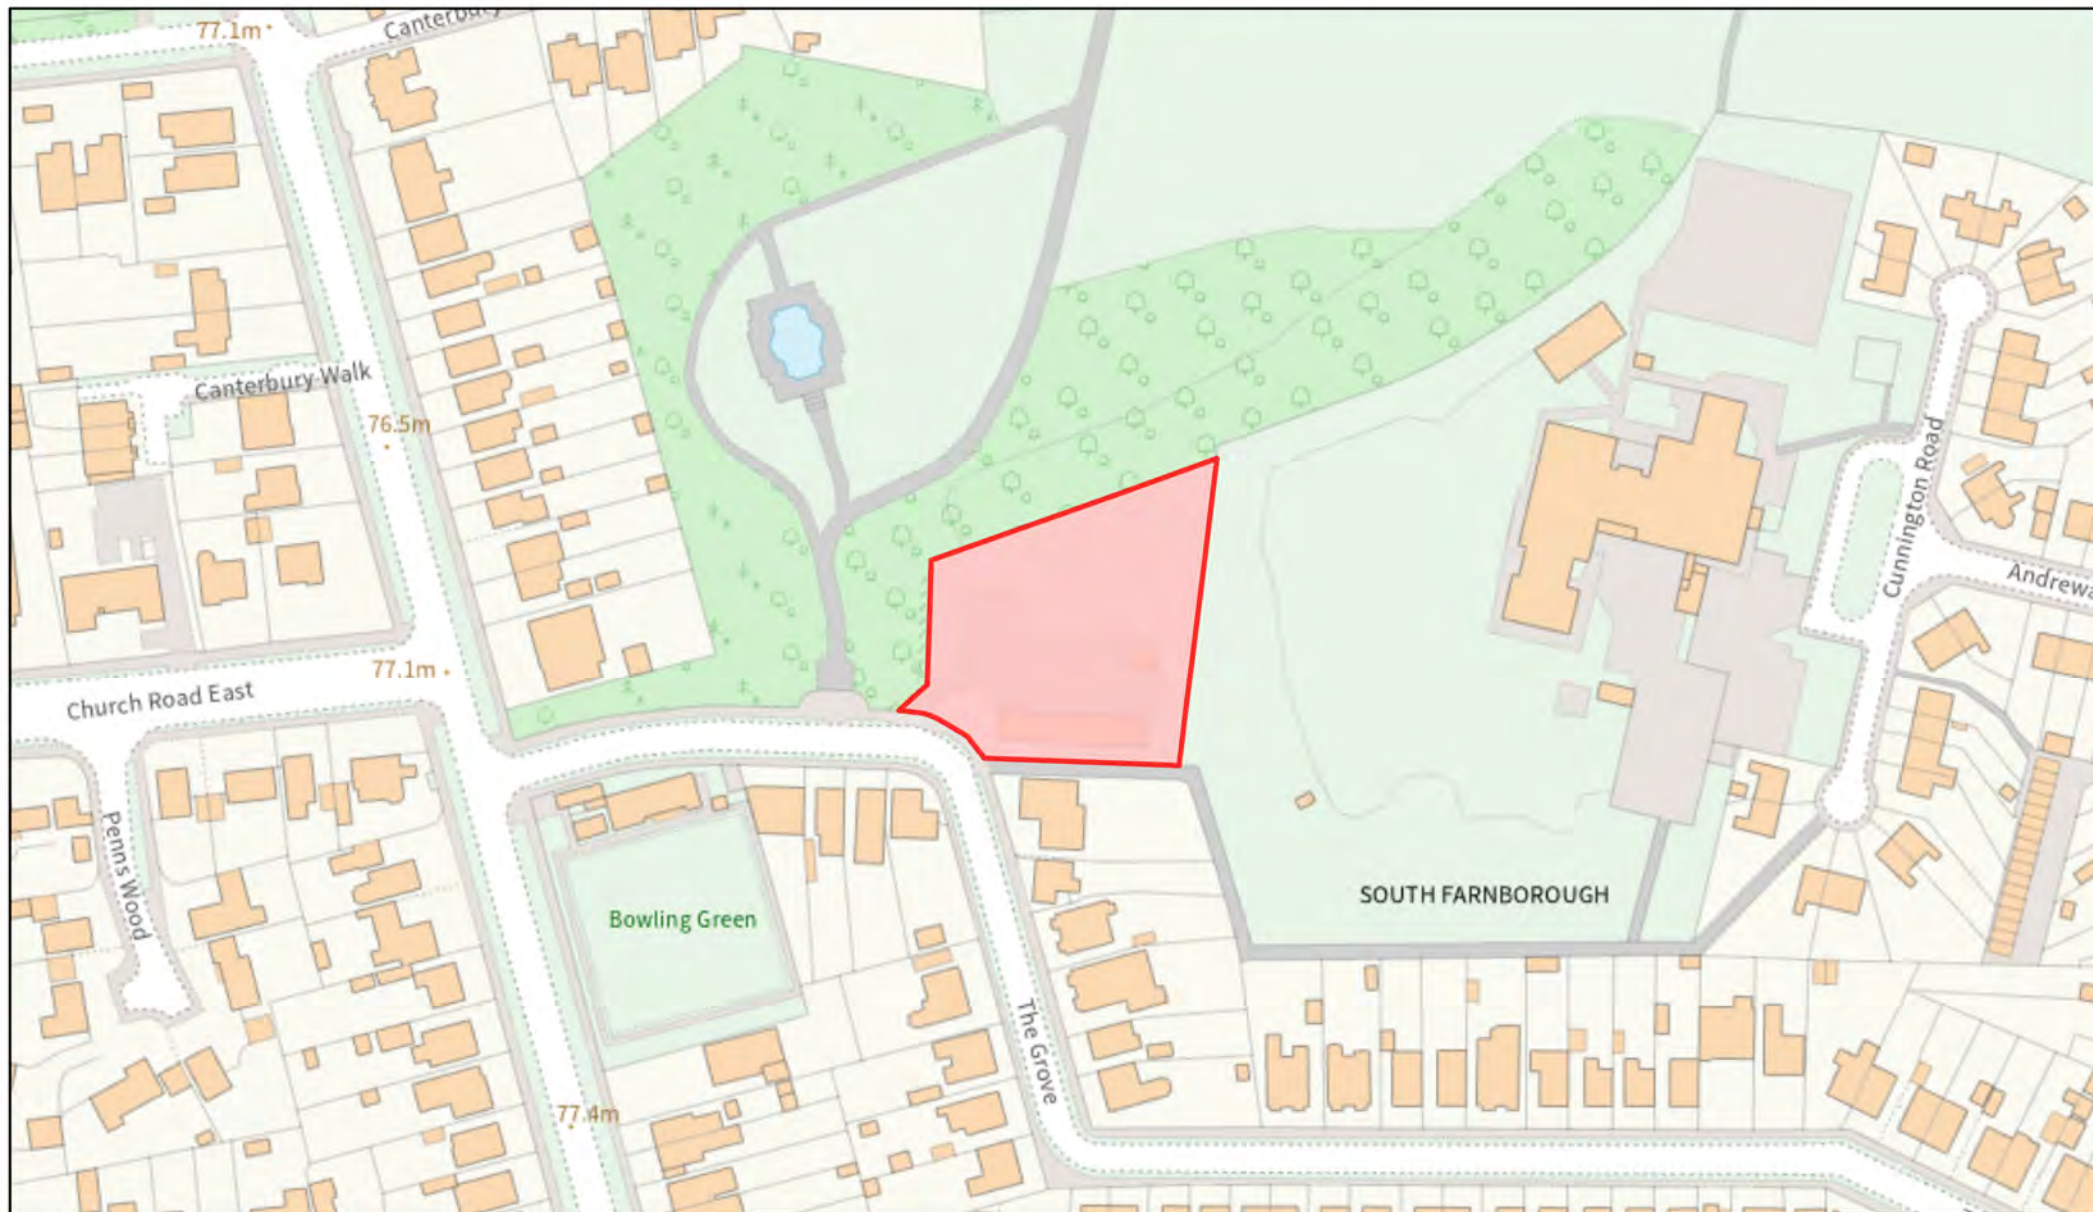 77.1m
Canterbury
Canterbury Walk
76.5m
Cunnington Road
77.1m
Church Road East
Penns Wood
SOUTH FARNBOROUGH
Bowling Green
The Grove
77.4m